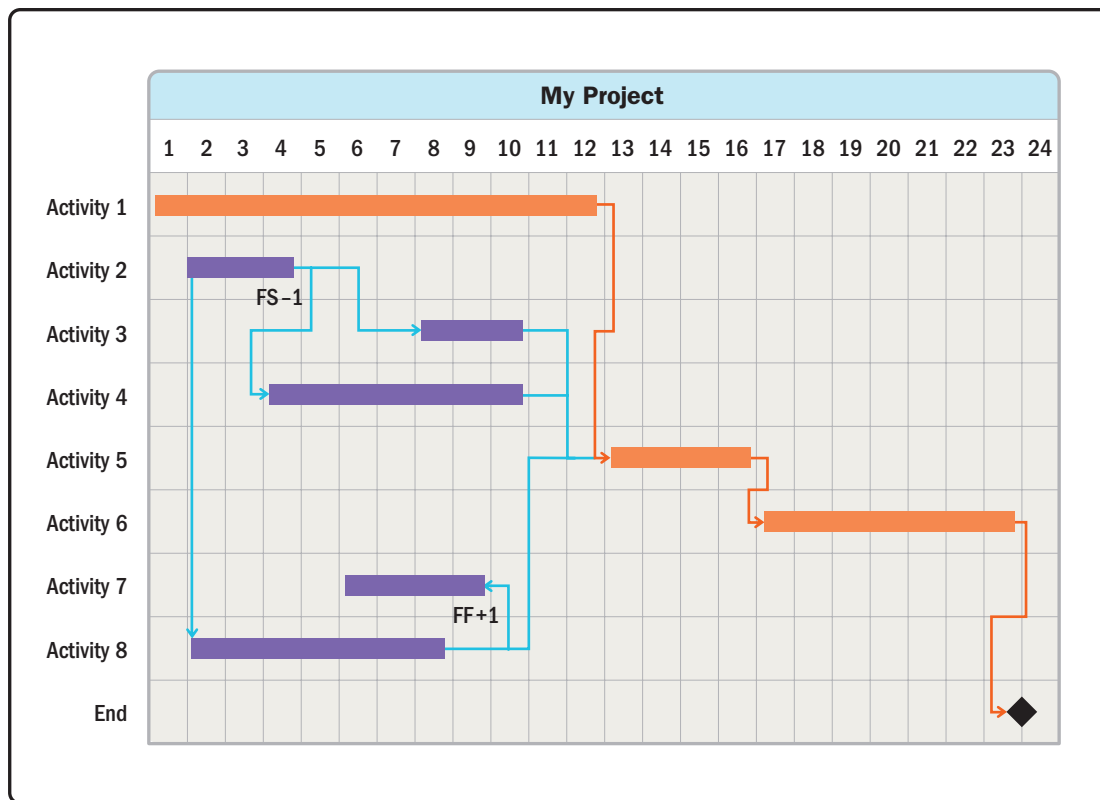 My Project
1 2 3 4 5 6 7 8 9 10 11 12 13 14 15 16 17 18 19 20 21 22 23 24
Activity 1
Activity 2
FS–1
Activity 3
Activity 4
Activity 5
Activity 6
Activity 7
FF+1
Activity 8
End